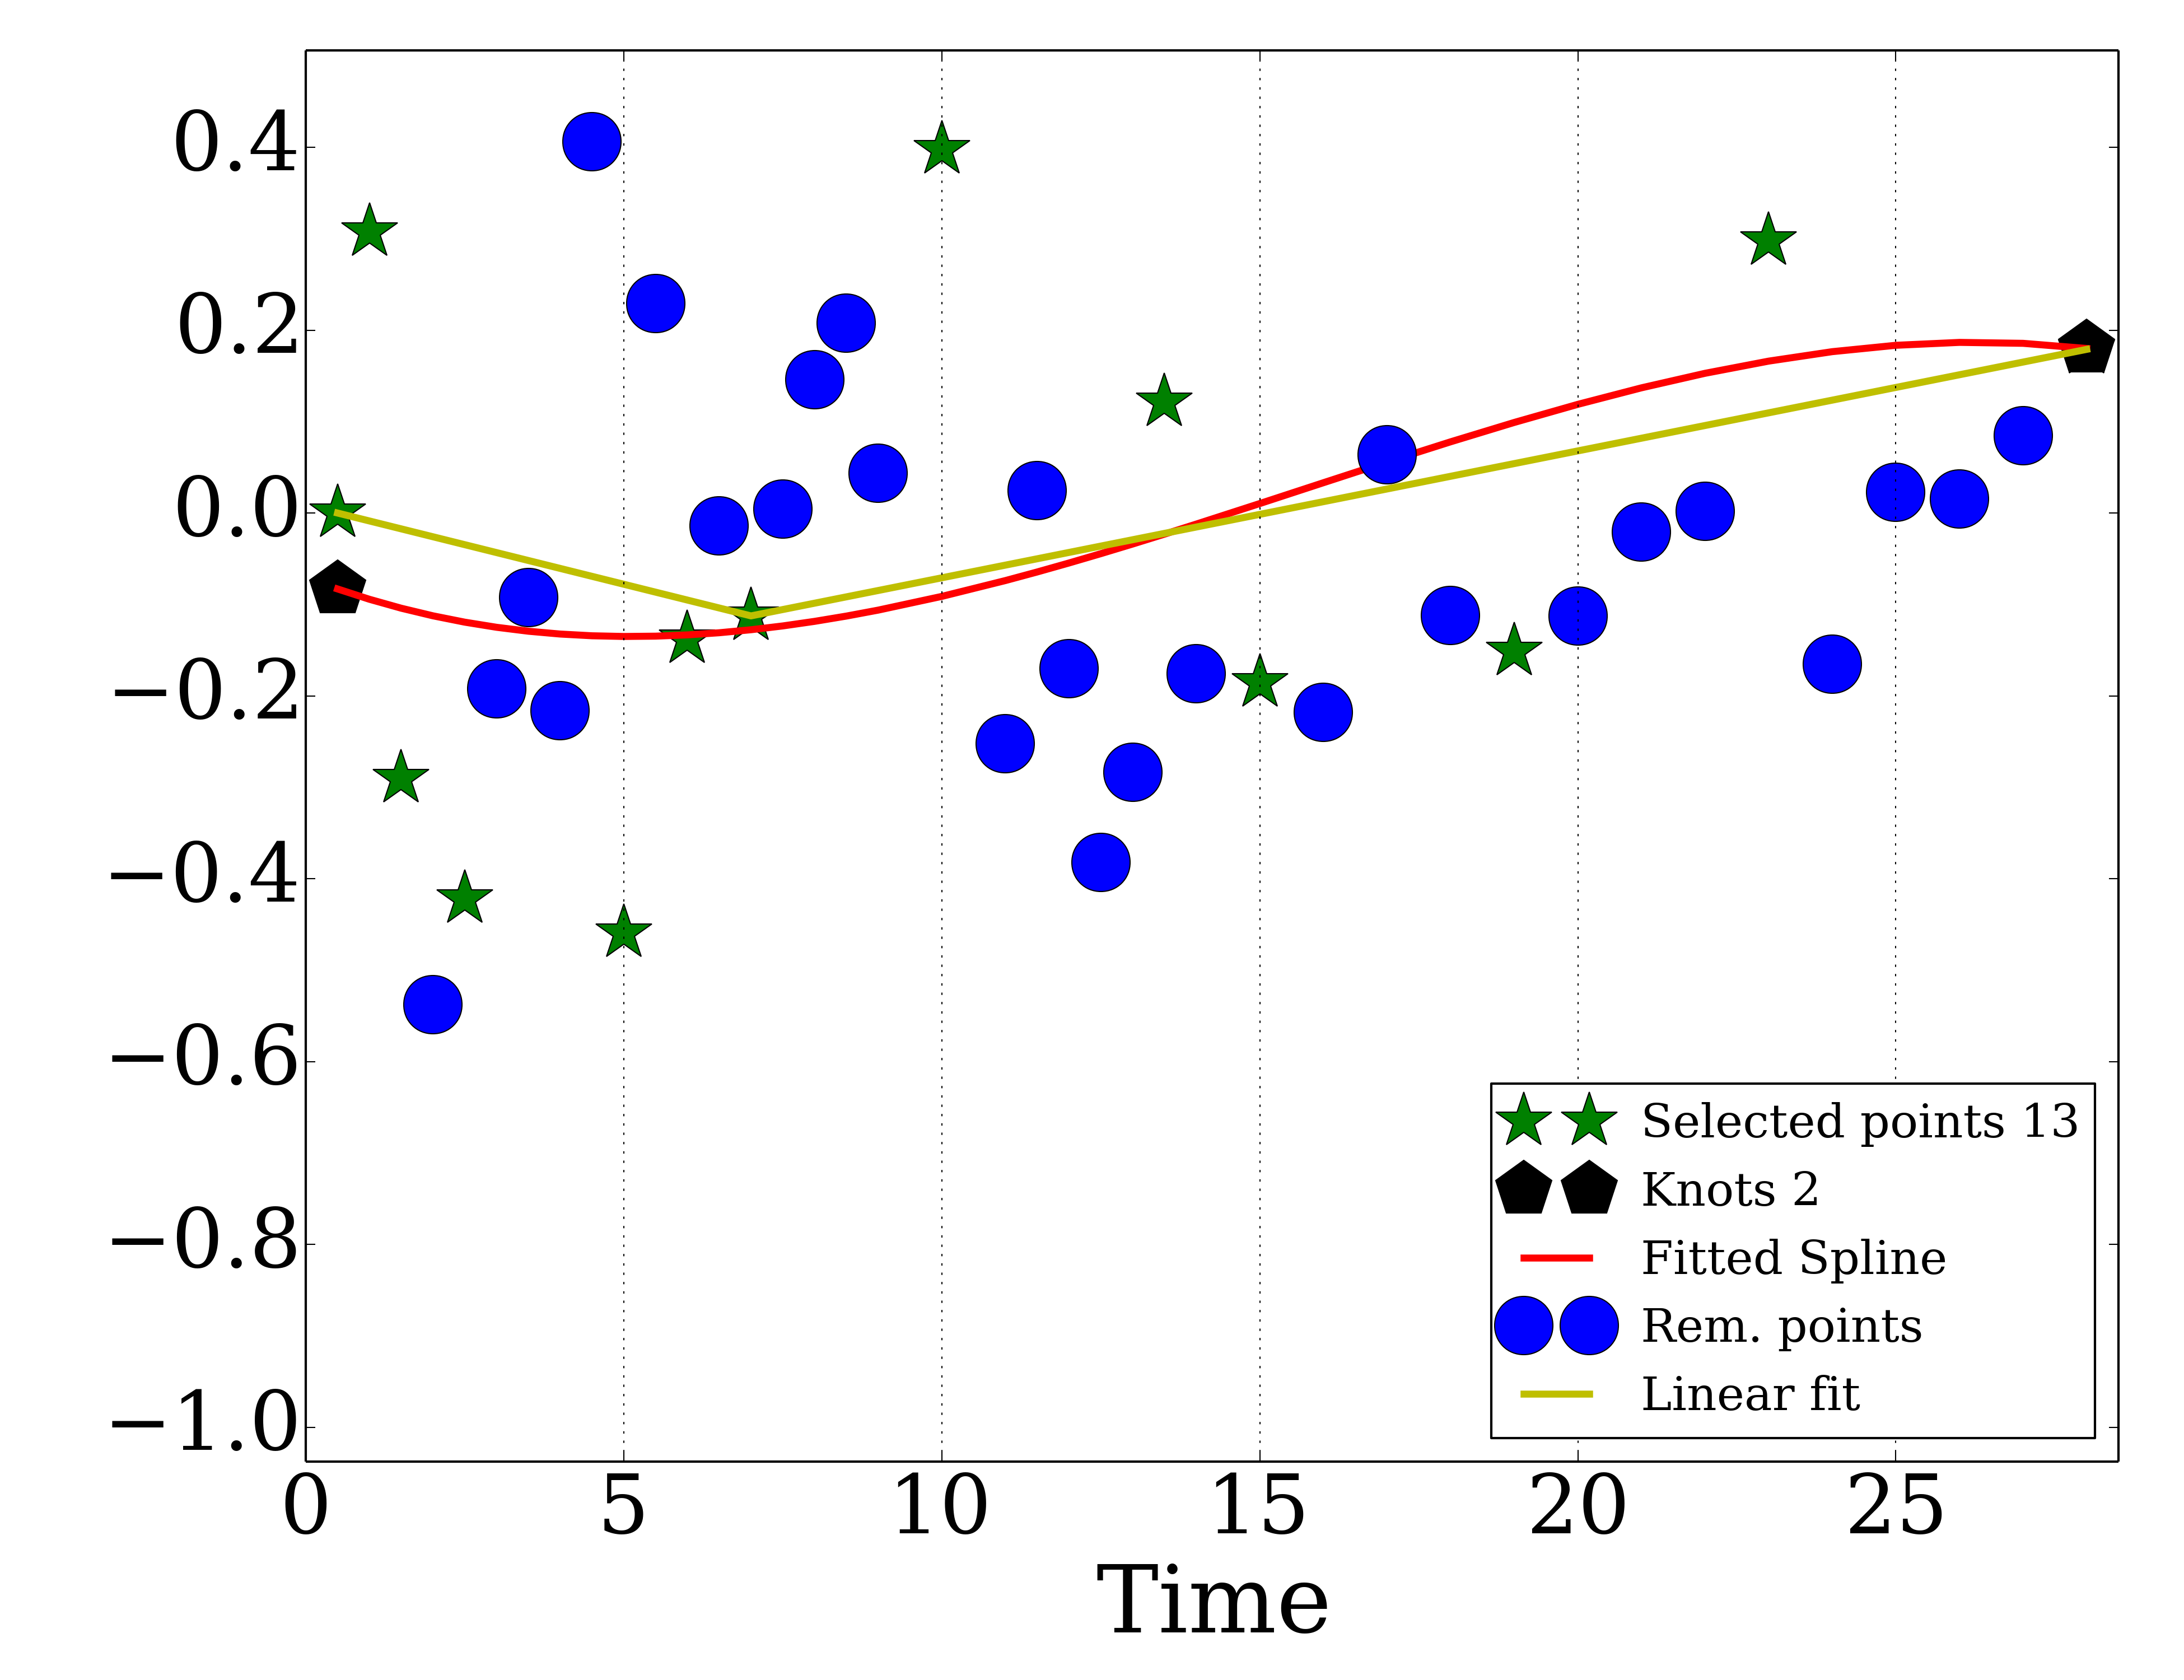 0.4
0.2
0.0
−0.2
−0.4
−0.6
−0.8
−1.0
0 5 10 15 20 25
Time
Selected points 13
Knots 2
Fitted Spline
Rem. points
Linear fit